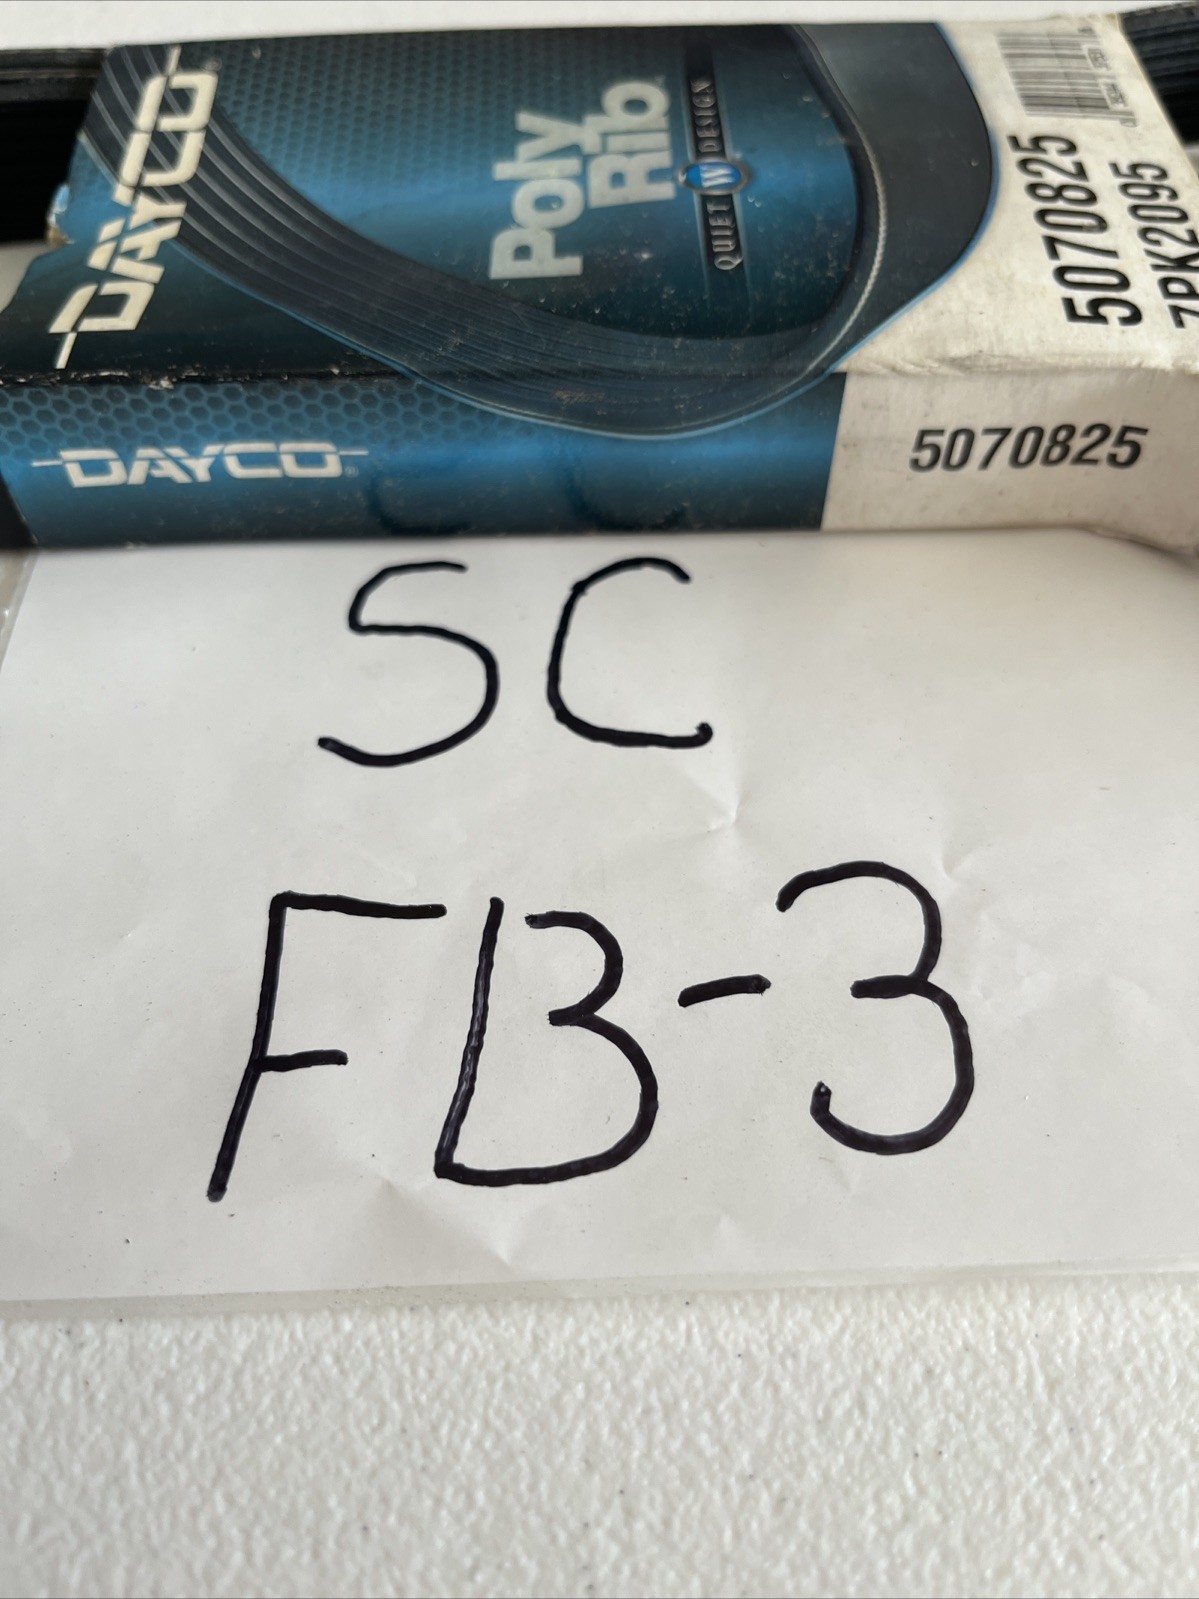 DAYCO
Poly
Rib
QUIET W DESIGN
5070825
7PK2095
DAYCO®
5070825
SC
FB-3